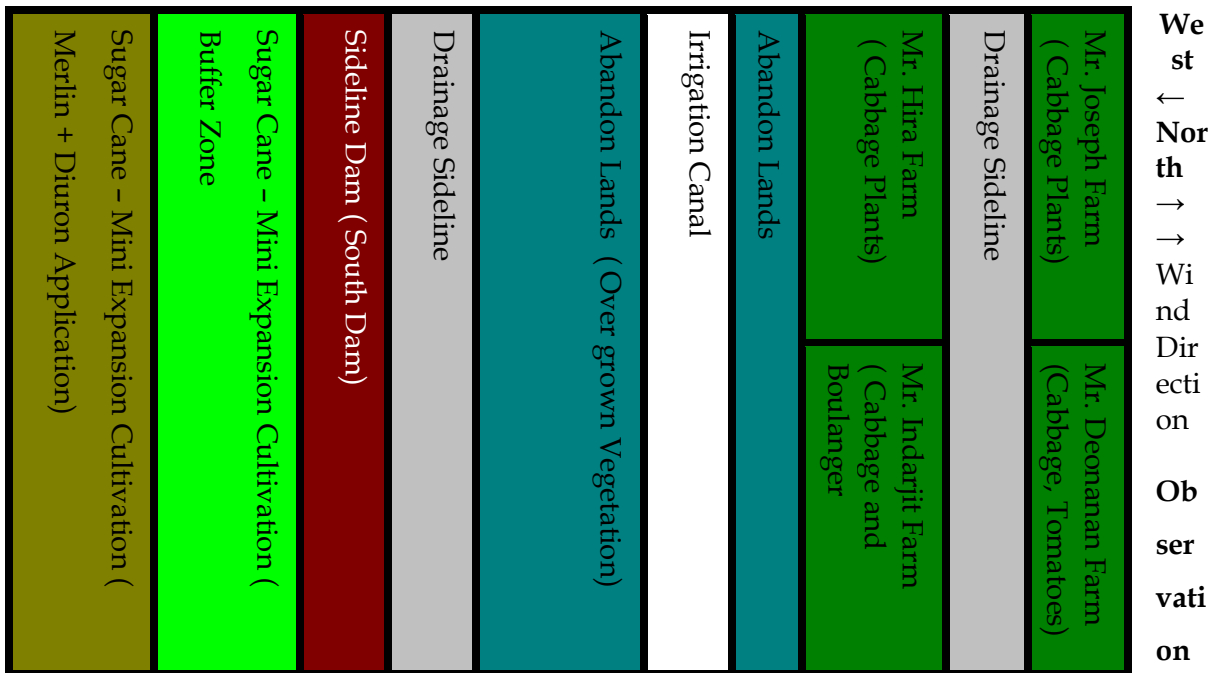 Sugar Cane – Mini Expansion Cultivation (
Merlin + Diuron Application)
Sugar Cane – Mini Expansion Cultivation (
Buffer Zone
Sideline Dam ( South Dam)
Drainage Sideline
Abandon Lands ( Over grown Vegetation)
Irrigation Canal
Abandon Lands
Mr. Hira Farm
( Cabbage Plants)
Mr. Indarjit Farm
( Cabbage and
Boulanger
Drainage Sideline
Mr. Joseph Farm
( Cabbage Plants)
Mr. Deonanan Farm
(Cabbage, Tomatoes)
We
st
←
Nor
th
→
→
Wi
nd
Dir
ecti
on
Ob
ser
vati
on